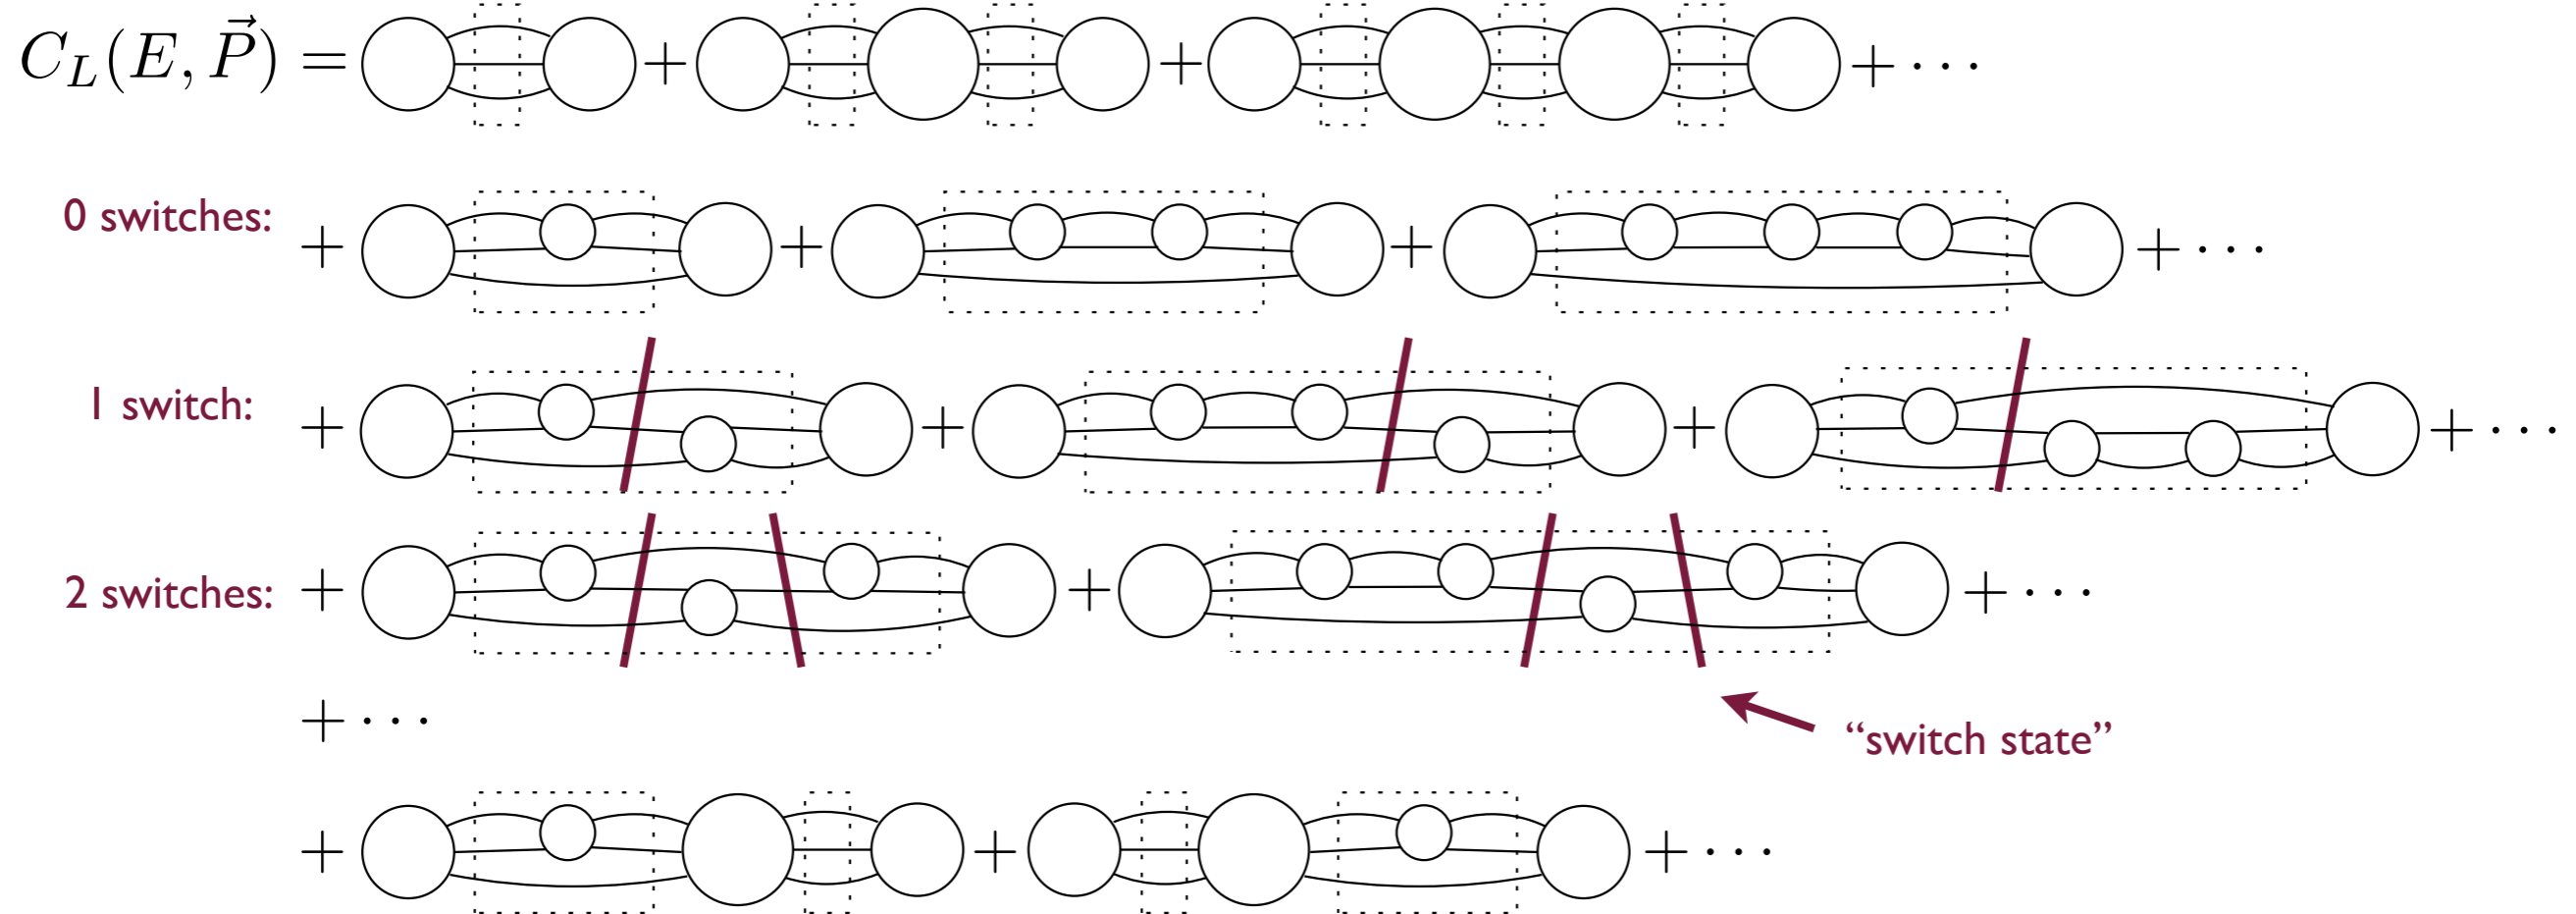 C_L(E, \vec{P}) = + + + ···
0 switches: + + + + ···
1 switch: + + + + ···
2 switches: + + + ···
+ ···
“switch state”
+ + + ···